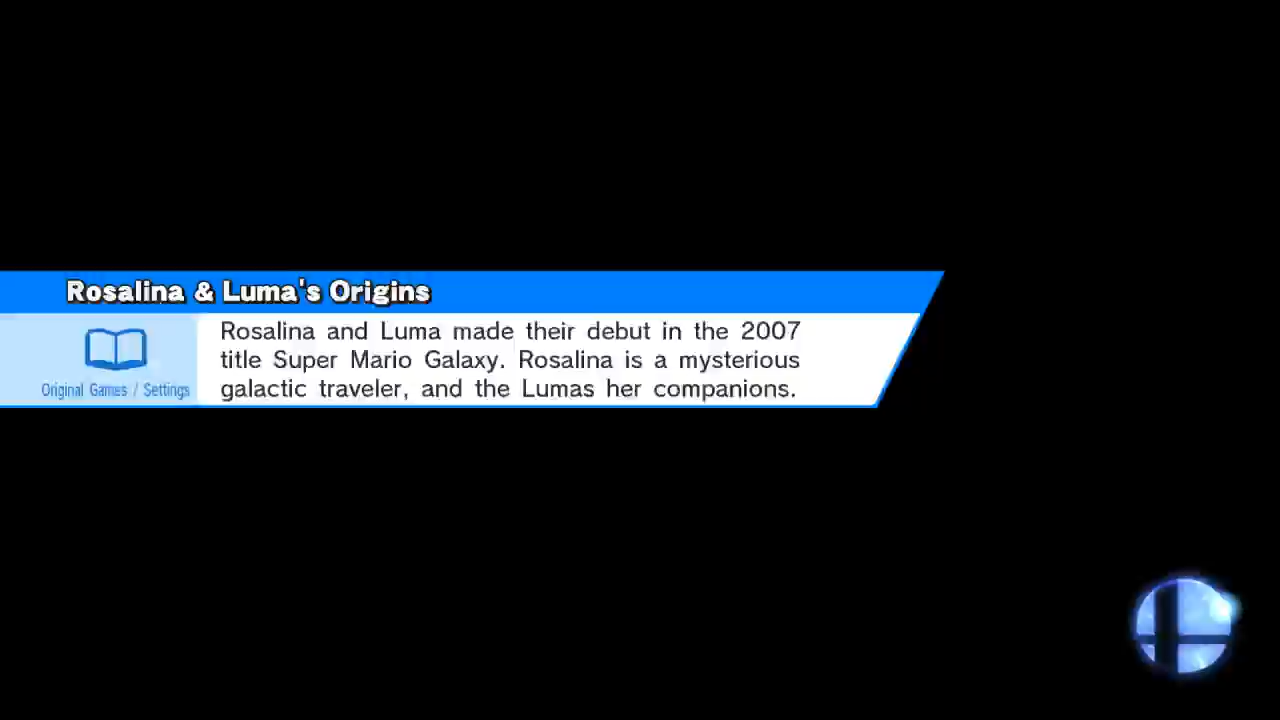 Rosalina & Luma's Origins
Rosalina and Luma made their debut in the 2007
title Super Mario Galaxy. Rosalina is a mysterious
galactic traveler, and the Lumas her companions.
Original Games / Settings